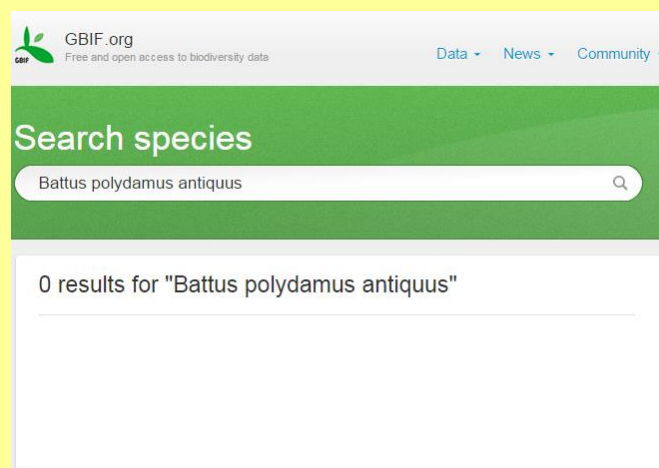 GBIF.org
Free and open access to biodiversity data
GBIF
Data News Community
Search species
Battus polydamus antiquus
0 results for "Battus polydamus antiquus"